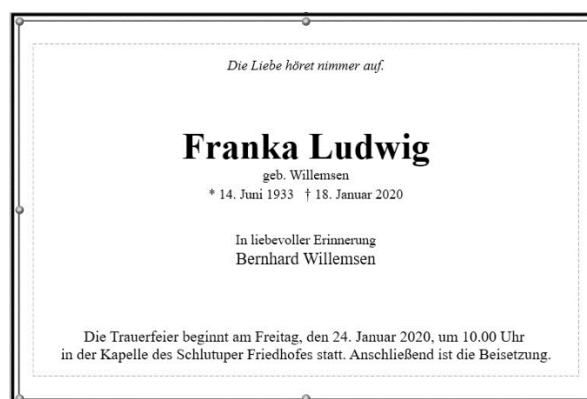 Die Liebe höret nimmer auf.
Franka Ludwig
geb. Willemsen
* 14. Juni 1933 † 18. Januar 2020
In liebevoller Erinnerung
Bernhard Willemsen
Die Trauerfeier beginnt am Freitag, den 24. Januar 2020, um 10.00 Uhr
in der Kapelle des Schlutuper Friedhofes statt. Anschließend ist die Beisetzung.